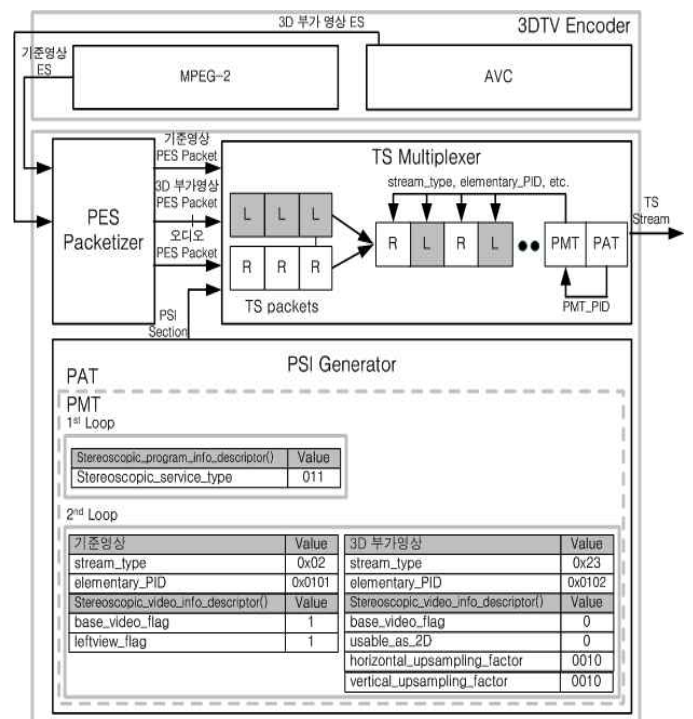 3D 부가 영상 ES
3DTV Encoder
기준영상
ES
MPEG-2
AVC
기준영상
PES Packet
3D 부가영상
PES Packet
오디오
PES Packet
PES
Packetizer
PSI
Section
TS Multiplexer
stream_type, elementary_PID, etc.
L L L
R R R
TS packets
R L R L PMT PAT
PMT_PID
TS
Stream
PSI Generator
PAT
PMT
1st Loop
Stereoscopic_program_info_descriptor() Value
Stereoscopic_service_type 011
2nd Loop
기준영상 Value
stream_type 0x02
elementary_PID 0x0101
Stereoscopic_video_info_descriptor() Value
base_video_flag 1
leftview_flag 1
3D 부가영상 Value
stream_type 0x23
elementary_PID 0x0102
Stereoscopic_video_info_descriptor() Value
base_video_flag 0
usable_as_2D 0
horizontal_upsampling_factor 0010
vertical_upsampling_factor 0010